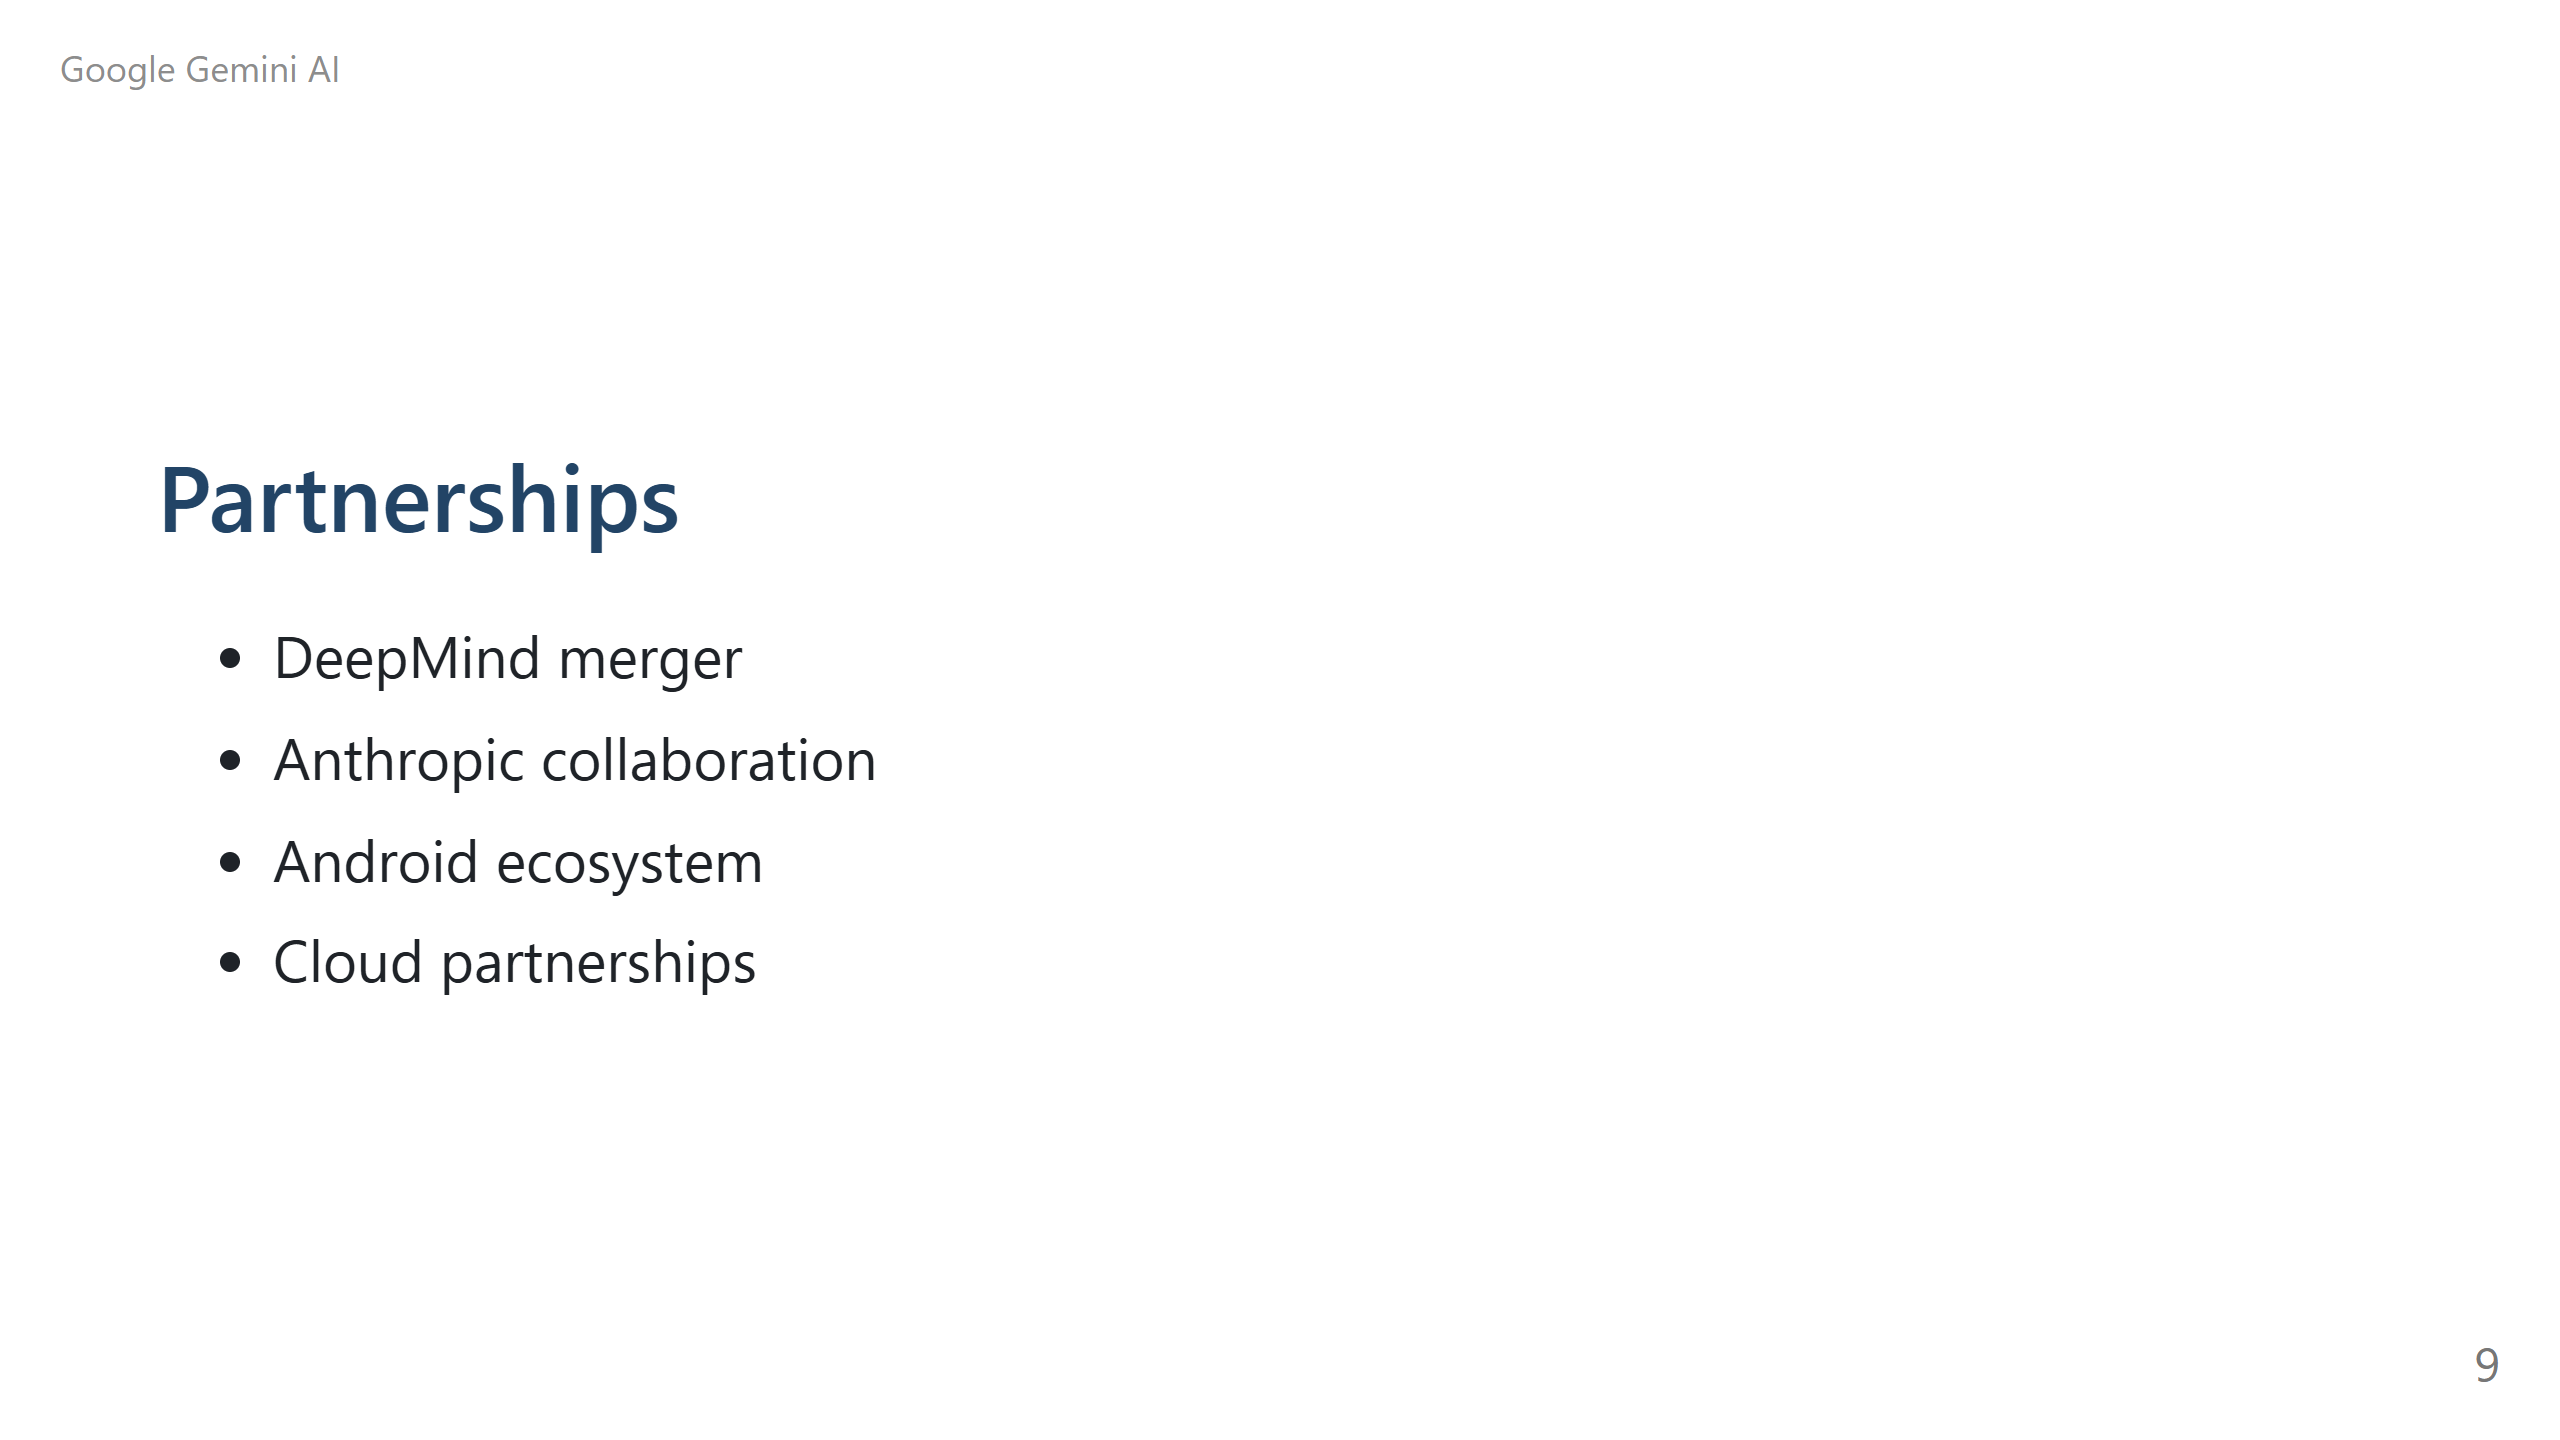 Google Gemini AI
Partnerships
• DeepMind merger
• Anthropic collaboration
• Android ecosystem
• Cloud partnerships
9